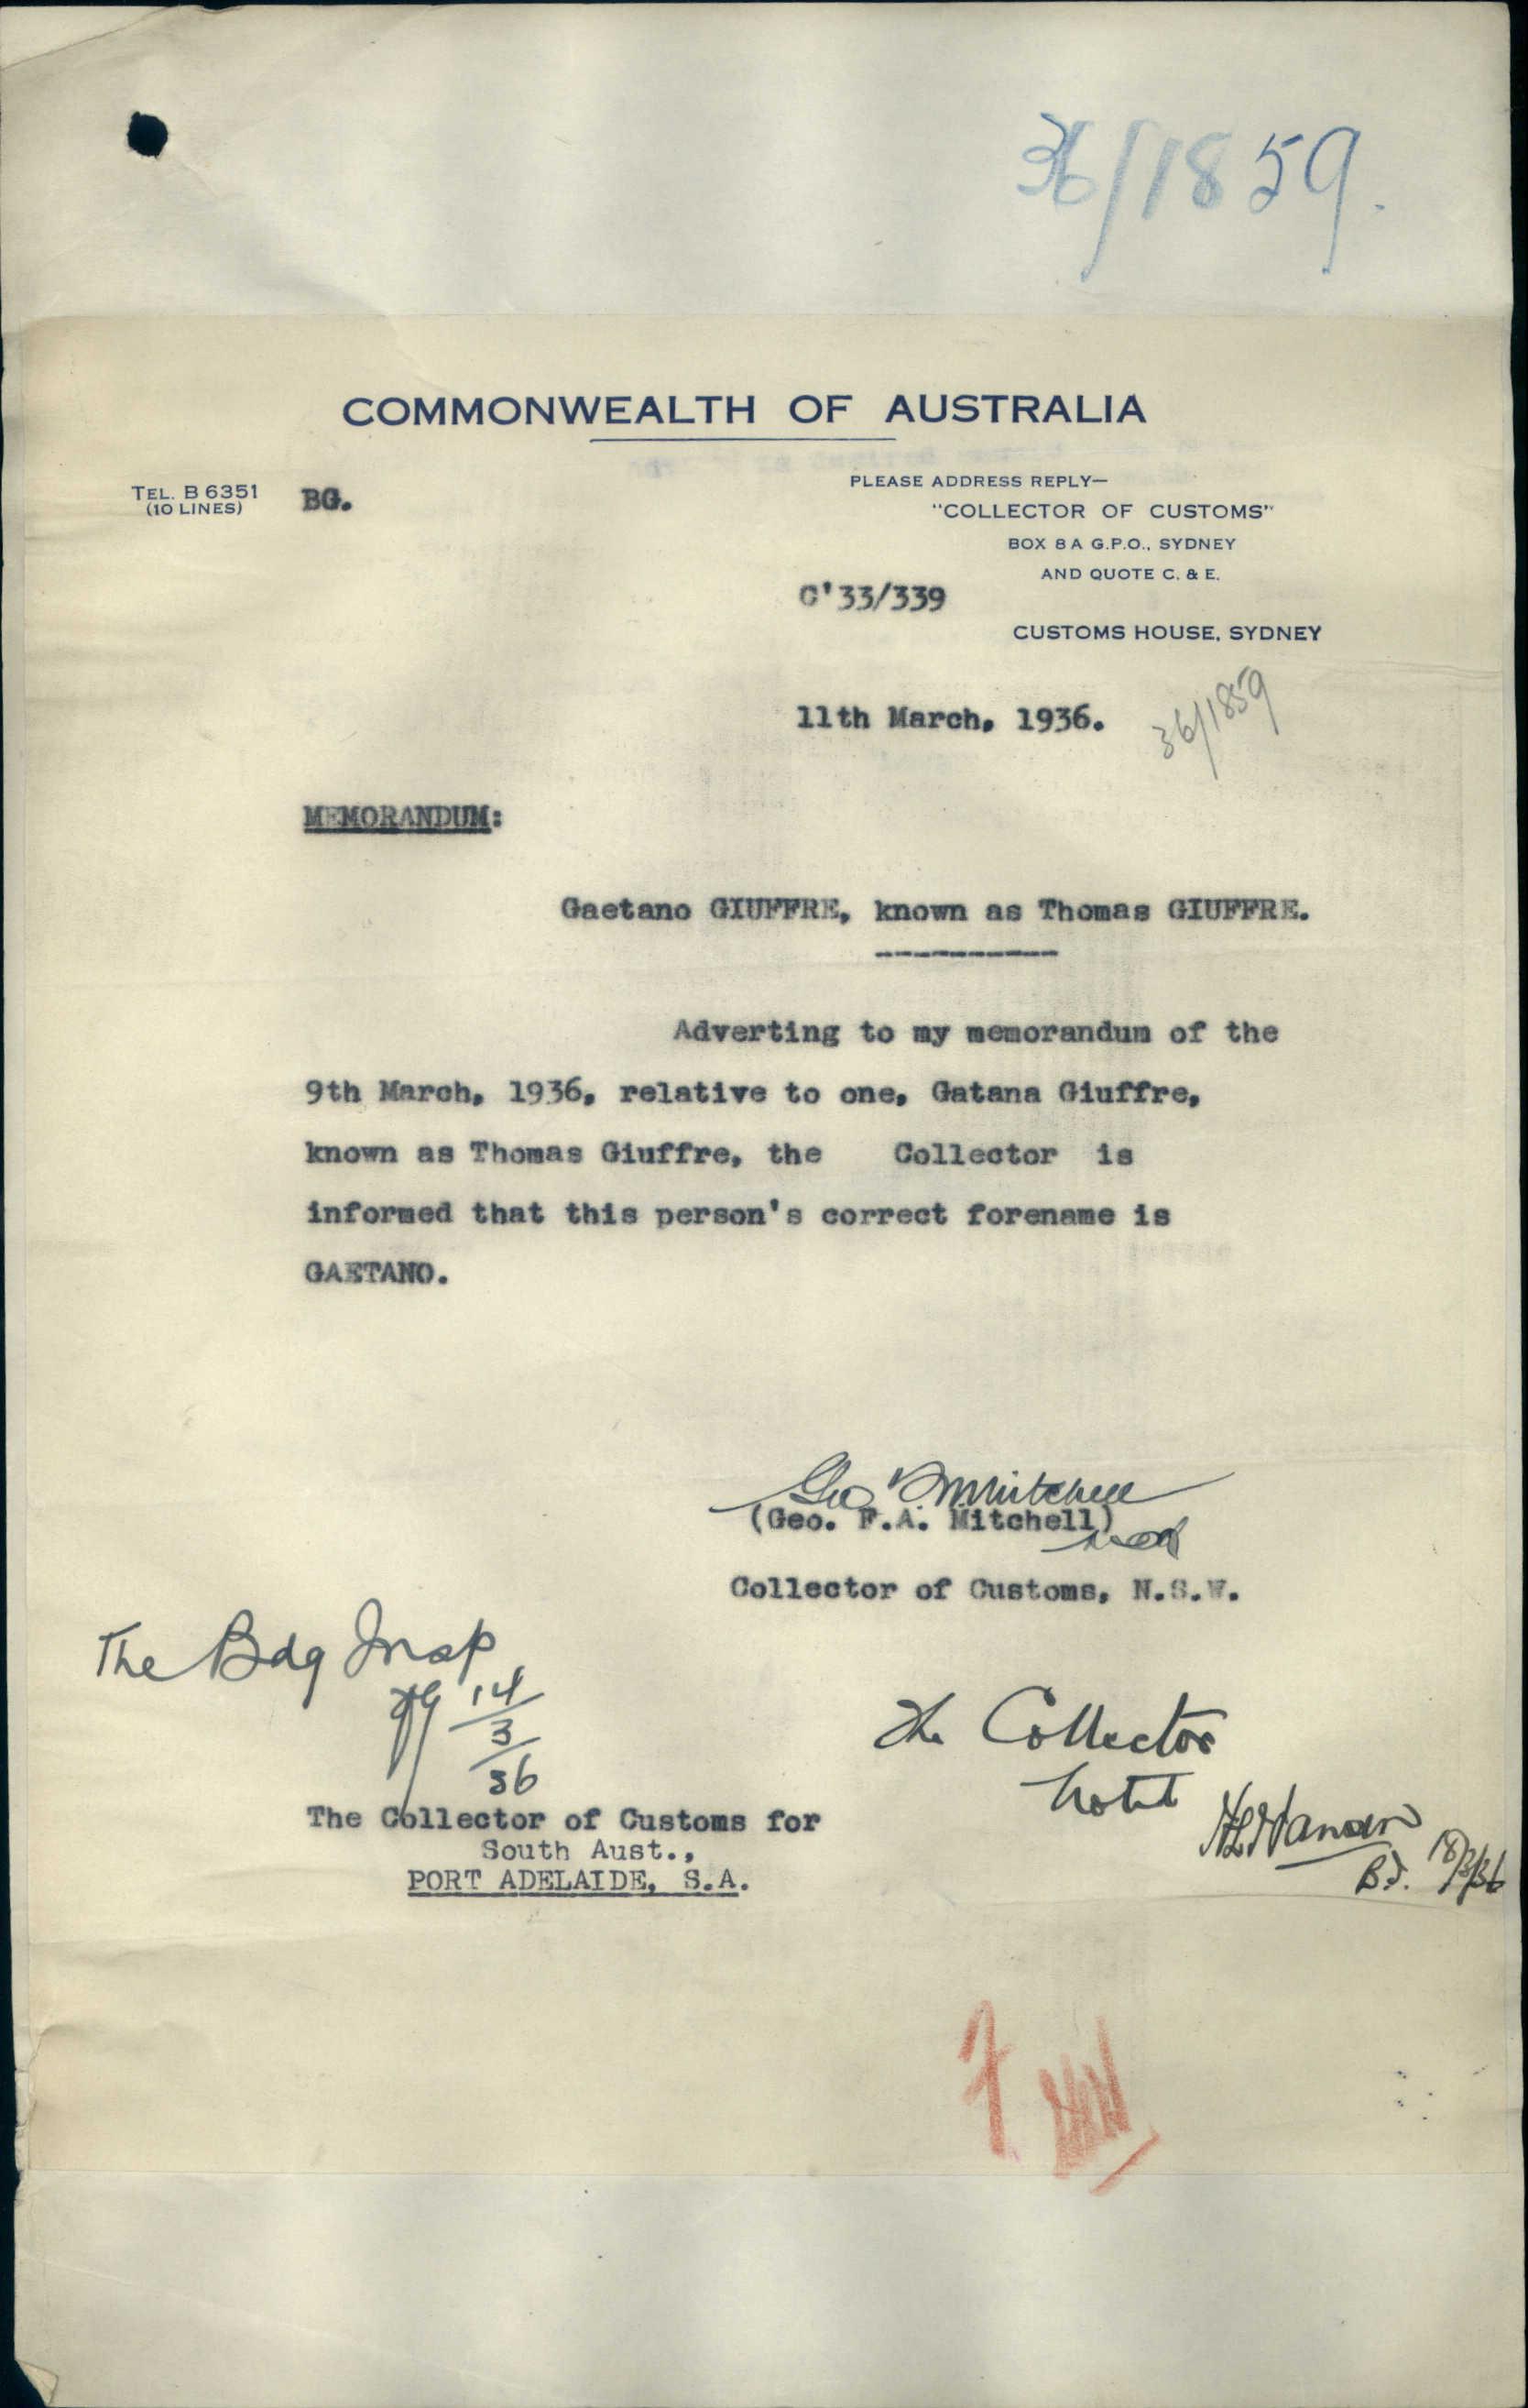 36/1859.
COMMONWEALTH OF AUSTRALIA
TEL. B 6351
(10 LINES)
BG.
PLEASE ADDRESS REPLY—
"COLLECTOR OF CUSTOMS"
BOX 8A G.P.O., SYDNEY
AND QUOTE C. & E.
C'33/339
CUSTOMS HOUSE, SYDNEY
11th March, 1936.
36/1859
MEMORANDUM:
Gaetano GIUFFRE, known as Thomas GIUFFRE.
Adverting to my memorandum of the
9th March, 1936, relative to one, Gatana Giuffre,
known as Thomas Giuffre, the Collector is
informed that this person's correct forename is
GAETANO.
(Geo. F.A. Mitchell)
Collector of Customs, N.S.W.
The Bdg Insp
14/3/36
The Collector
Noted
The Collector of Customs for
South Aust.,
PORT ADELAIDE, S.A.
18/3/36